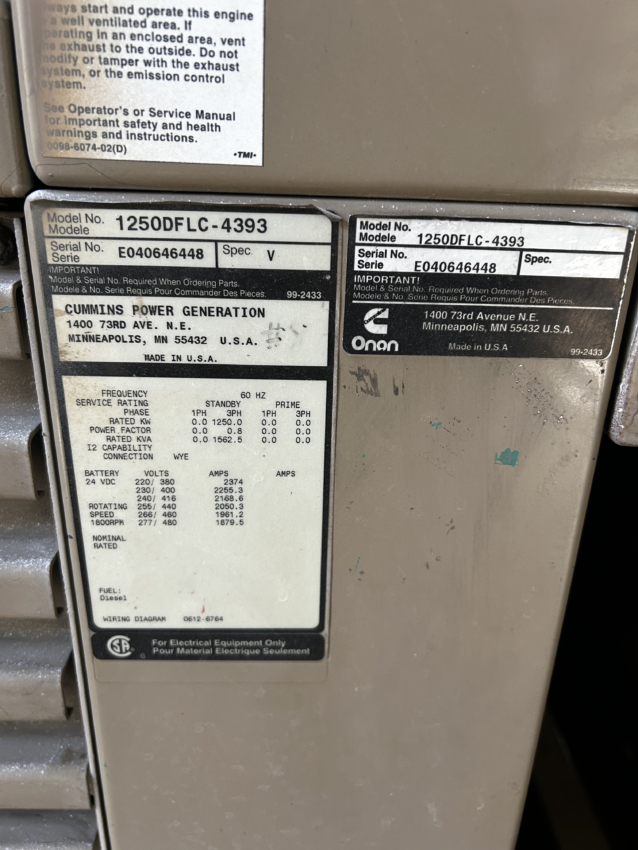 ways start and operate this engine
a well ventilated area. If
operating in an enclosed area, vent
exhaust to the outside. Do not
modify or tamper with the exhaust
system, or the emission control
system.
See Operator's or Service Manual
for important safety and health
warnings and instructions.
0098-6074-02(D)
•TMI•
Model No.
Modele
1250DFLC-4393
Serial No.
Serie
E040646448
Spec.
V
IMPORTANT!
Model & Serial No. Required When Ordering Parts.
Modele & No. Serie Requis Pour Commander Des Pieces.
99-2433
CUMMINS POWER GENERATION
1400 73RD AVE. N.E.
MINNEAPOLIS, MN 55432 U.S.A.
MADE IN U.S.A.
FREQUENCY 60 HZ
SERVICE RATING STANDBY PRIME
PHASE 1PH 3PH 1PH 3PH
RATED KW 0.0 1250.0 0.0 0.0
POWER FACTOR 0.0 0.8 0.0 0.0
RATED KVA 0.0 1562.5 0.0 0.0
I2 CAPABILITY
CONNECTION WYE
BATTERY VOLTS AMPS AMPS
24 VDC 220/ 380 2374
230/ 400 2255.3
240/ 416 2168.6
ROTATING 255/ 440 2050.3
SPEED 266/ 460 1961.2
1800RPM 277/ 480 1879.5
NOMINAL
RATED
FUEL:
Diesel
WIRING DIAGRAM 0612-6764
For Electrical Equipment Only
Pour Material Electrique Seulement
Model No.
Modele
1250DFLC-4393
Serial No.
Serie
E040646448
Spec.
IMPORTANT!
Model & Serial No. Required When Ordering Parts.
Modele & No. Serie Requis Pour Commander Des Pieces.
Onan
1400 73rd Avenue N.E.
Minneapolis, MN 55432 U.S.A.
Made in U.S.A
99-2433